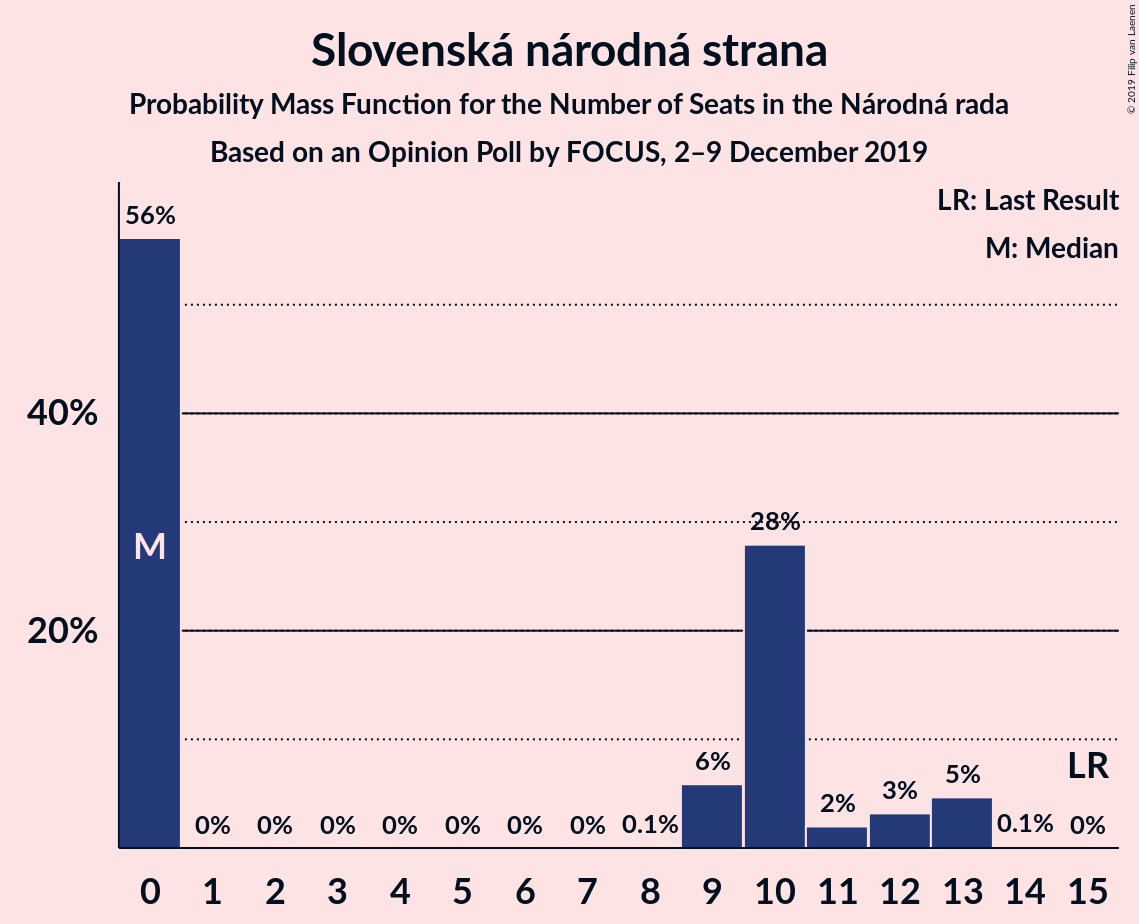 Slovenská národná strana
Probability Mass Function for the Number of Seats in the Národná rada
Based on an Opinion Poll by FOCUS, 2–9 December 2019
© 2019 Filip van Laenen
LR: Last Result
M: Median
56%
40%
20%
M
0% 0% 0% 0% 0% 0% 0% 0.1% 6% 28% 2% 3% 5% 0.1% 0%
LR
0 1 2 3 4 5 6 7 8 9 10 11 12 13 14 15